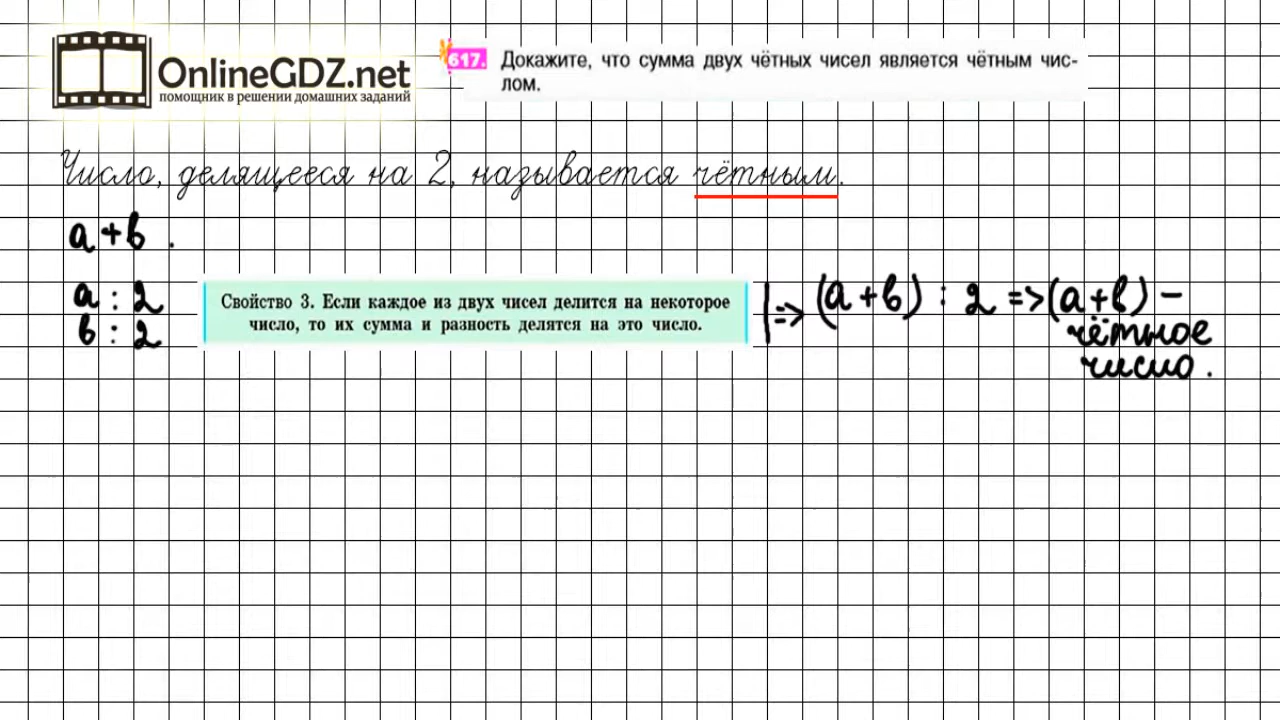 OnlineGDZ.net
помощник в решении домашних заданий
617. Докажите, что сумма двух чётных чисел является чётным чис-
лом.
Число, делящееся на 2, называется чётным.
а + в .
а : 2
в : 2
Свойство 3. Если каждое из двух чисел делится на некоторое
число, то их сумма и разность делятся на это число.
|=> (а + в) : 2 => (а + в) –
чётное
число.